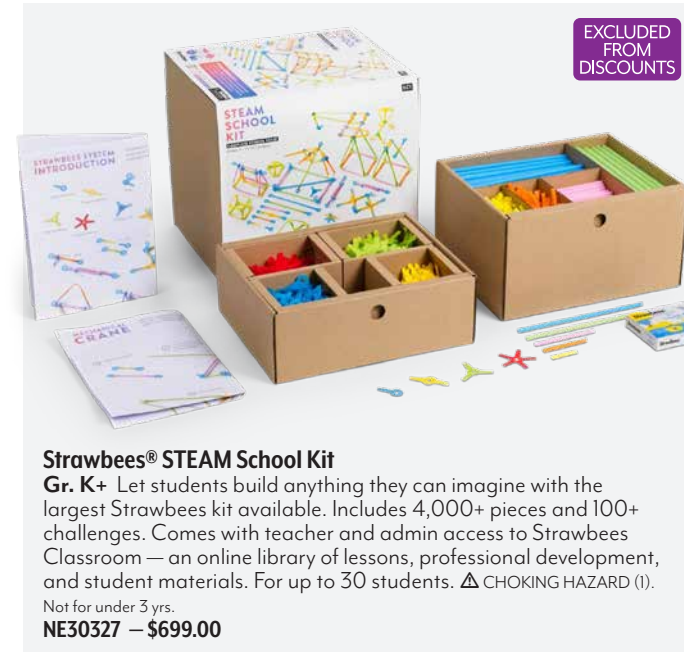 EXCLUDED
FROM
DISCOUNTS
STEAM
SCHOOL
KIT
STRAWBEES SYSTEM
INTRODUCTION
CRANE
Strawbees® STEAM School Kit
Gr. K+ Let students build anything they can imagine with the
largest Strawbees kit available. Includes 4,000+ pieces and 100+
challenges. Comes with teacher and admin access to Strawbees
Classroom — an online library of lessons, professional development,
and student materials. For up to 30 students. ⚠ CHOKING HAZARD (1).
Not for under 3 yrs.
NE30327 — $699.00